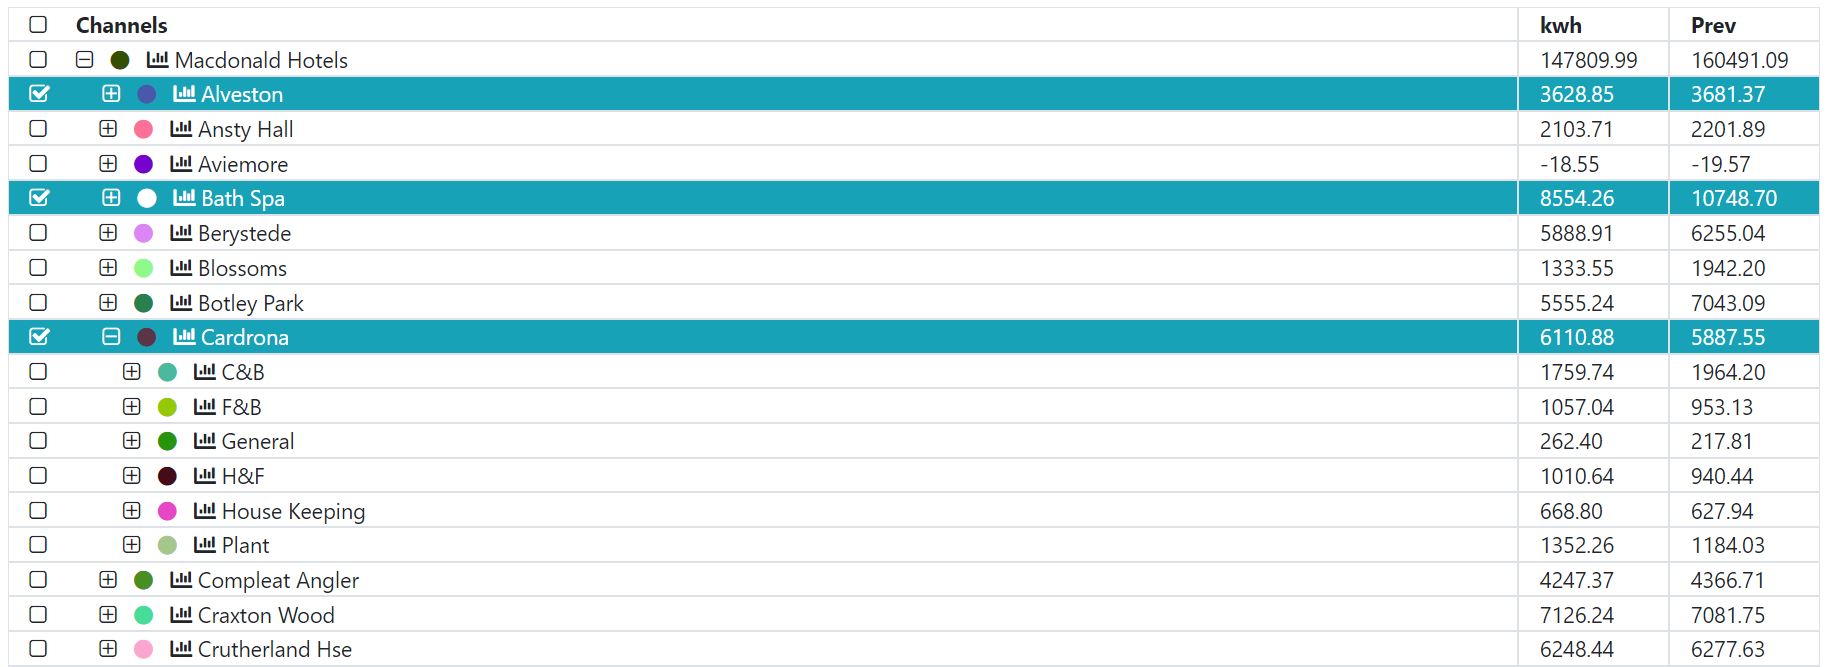 Channels kwh Prev
Macdonald Hotels 147809.99 160491.09
Alveston 3628.85 3681.37
Ansty Hall 2103.71 2201.89
Aviemore -18.55 -19.57
Bath Spa 8554.26 10748.70
Berystede 5888.91 6255.04
Blossoms 1333.55 1942.20
Botley Park 5555.24 7043.09
Cardrona 6110.88 5887.55
C&B 1759.74 1964.20
F&B 1057.04 953.13
General 262.40 217.81
H&F 1010.64 940.44
House Keeping 668.80 627.94
Plant 1352.26 1184.03
Compleat Angler 4247.37 4366.71
Craxton Wood 7126.24 7081.75
Crutherland Hse 6248.44 6277.63